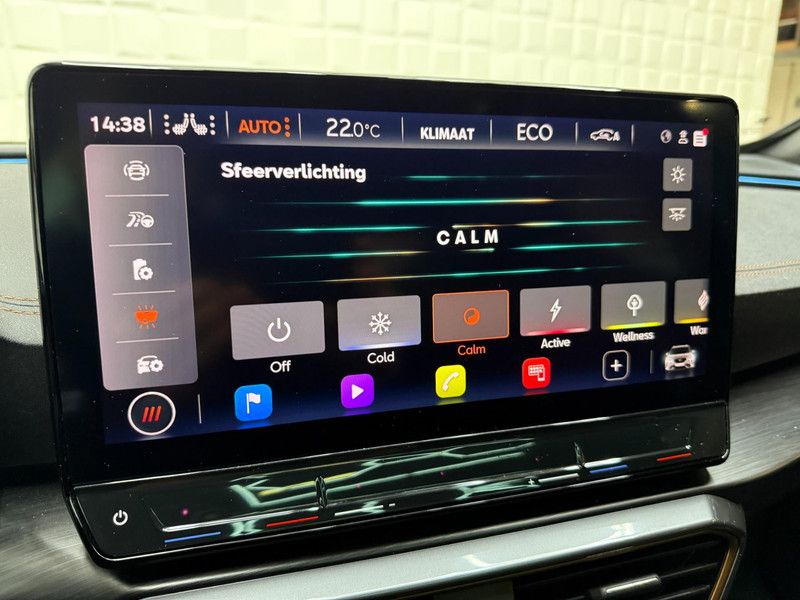 14:38 AUTO 22.0°C KLIMAAT ECO
Sfeerverlichting
CALM
Off Cold Calm Active Wellness